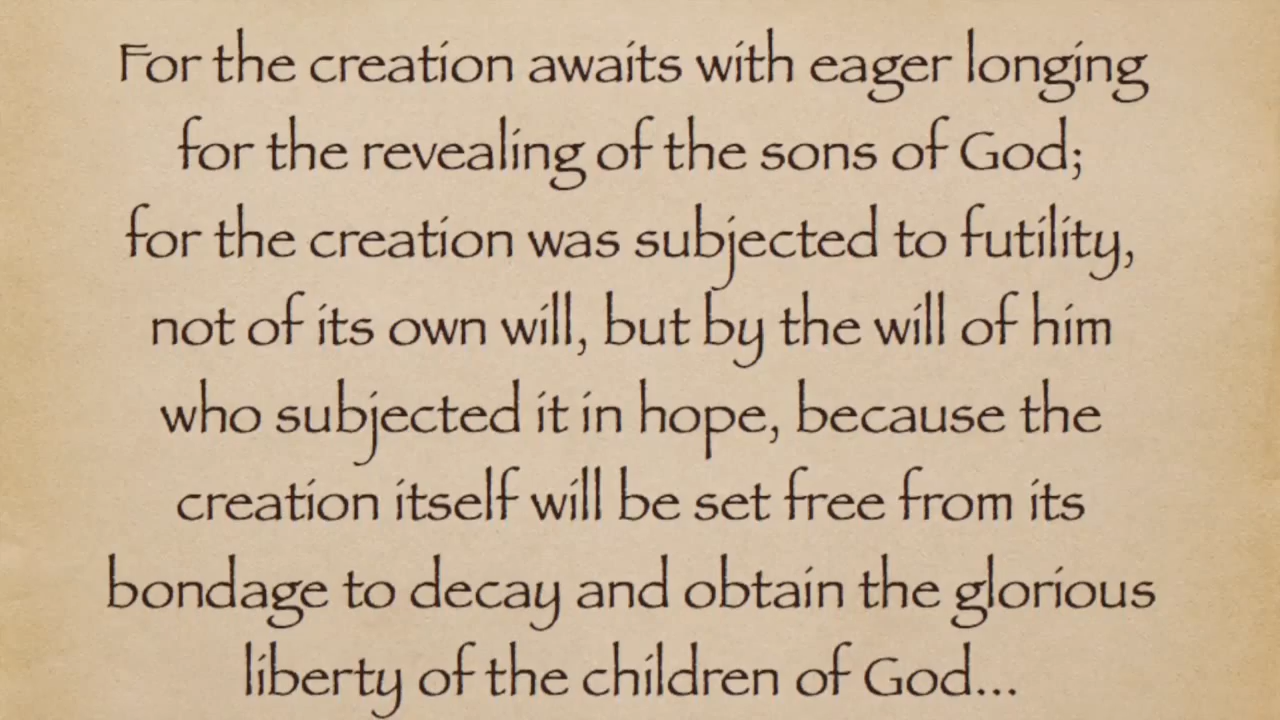 For the creation awaits with eager longing
for the revealing of the sons of God;
for the creation was subjected to futility,
not of its own will, but by the will of him
who subjected it in hope, because the
creation itself will be set free from its
bondage to decay and obtain the glorious
liberty of the children of God...